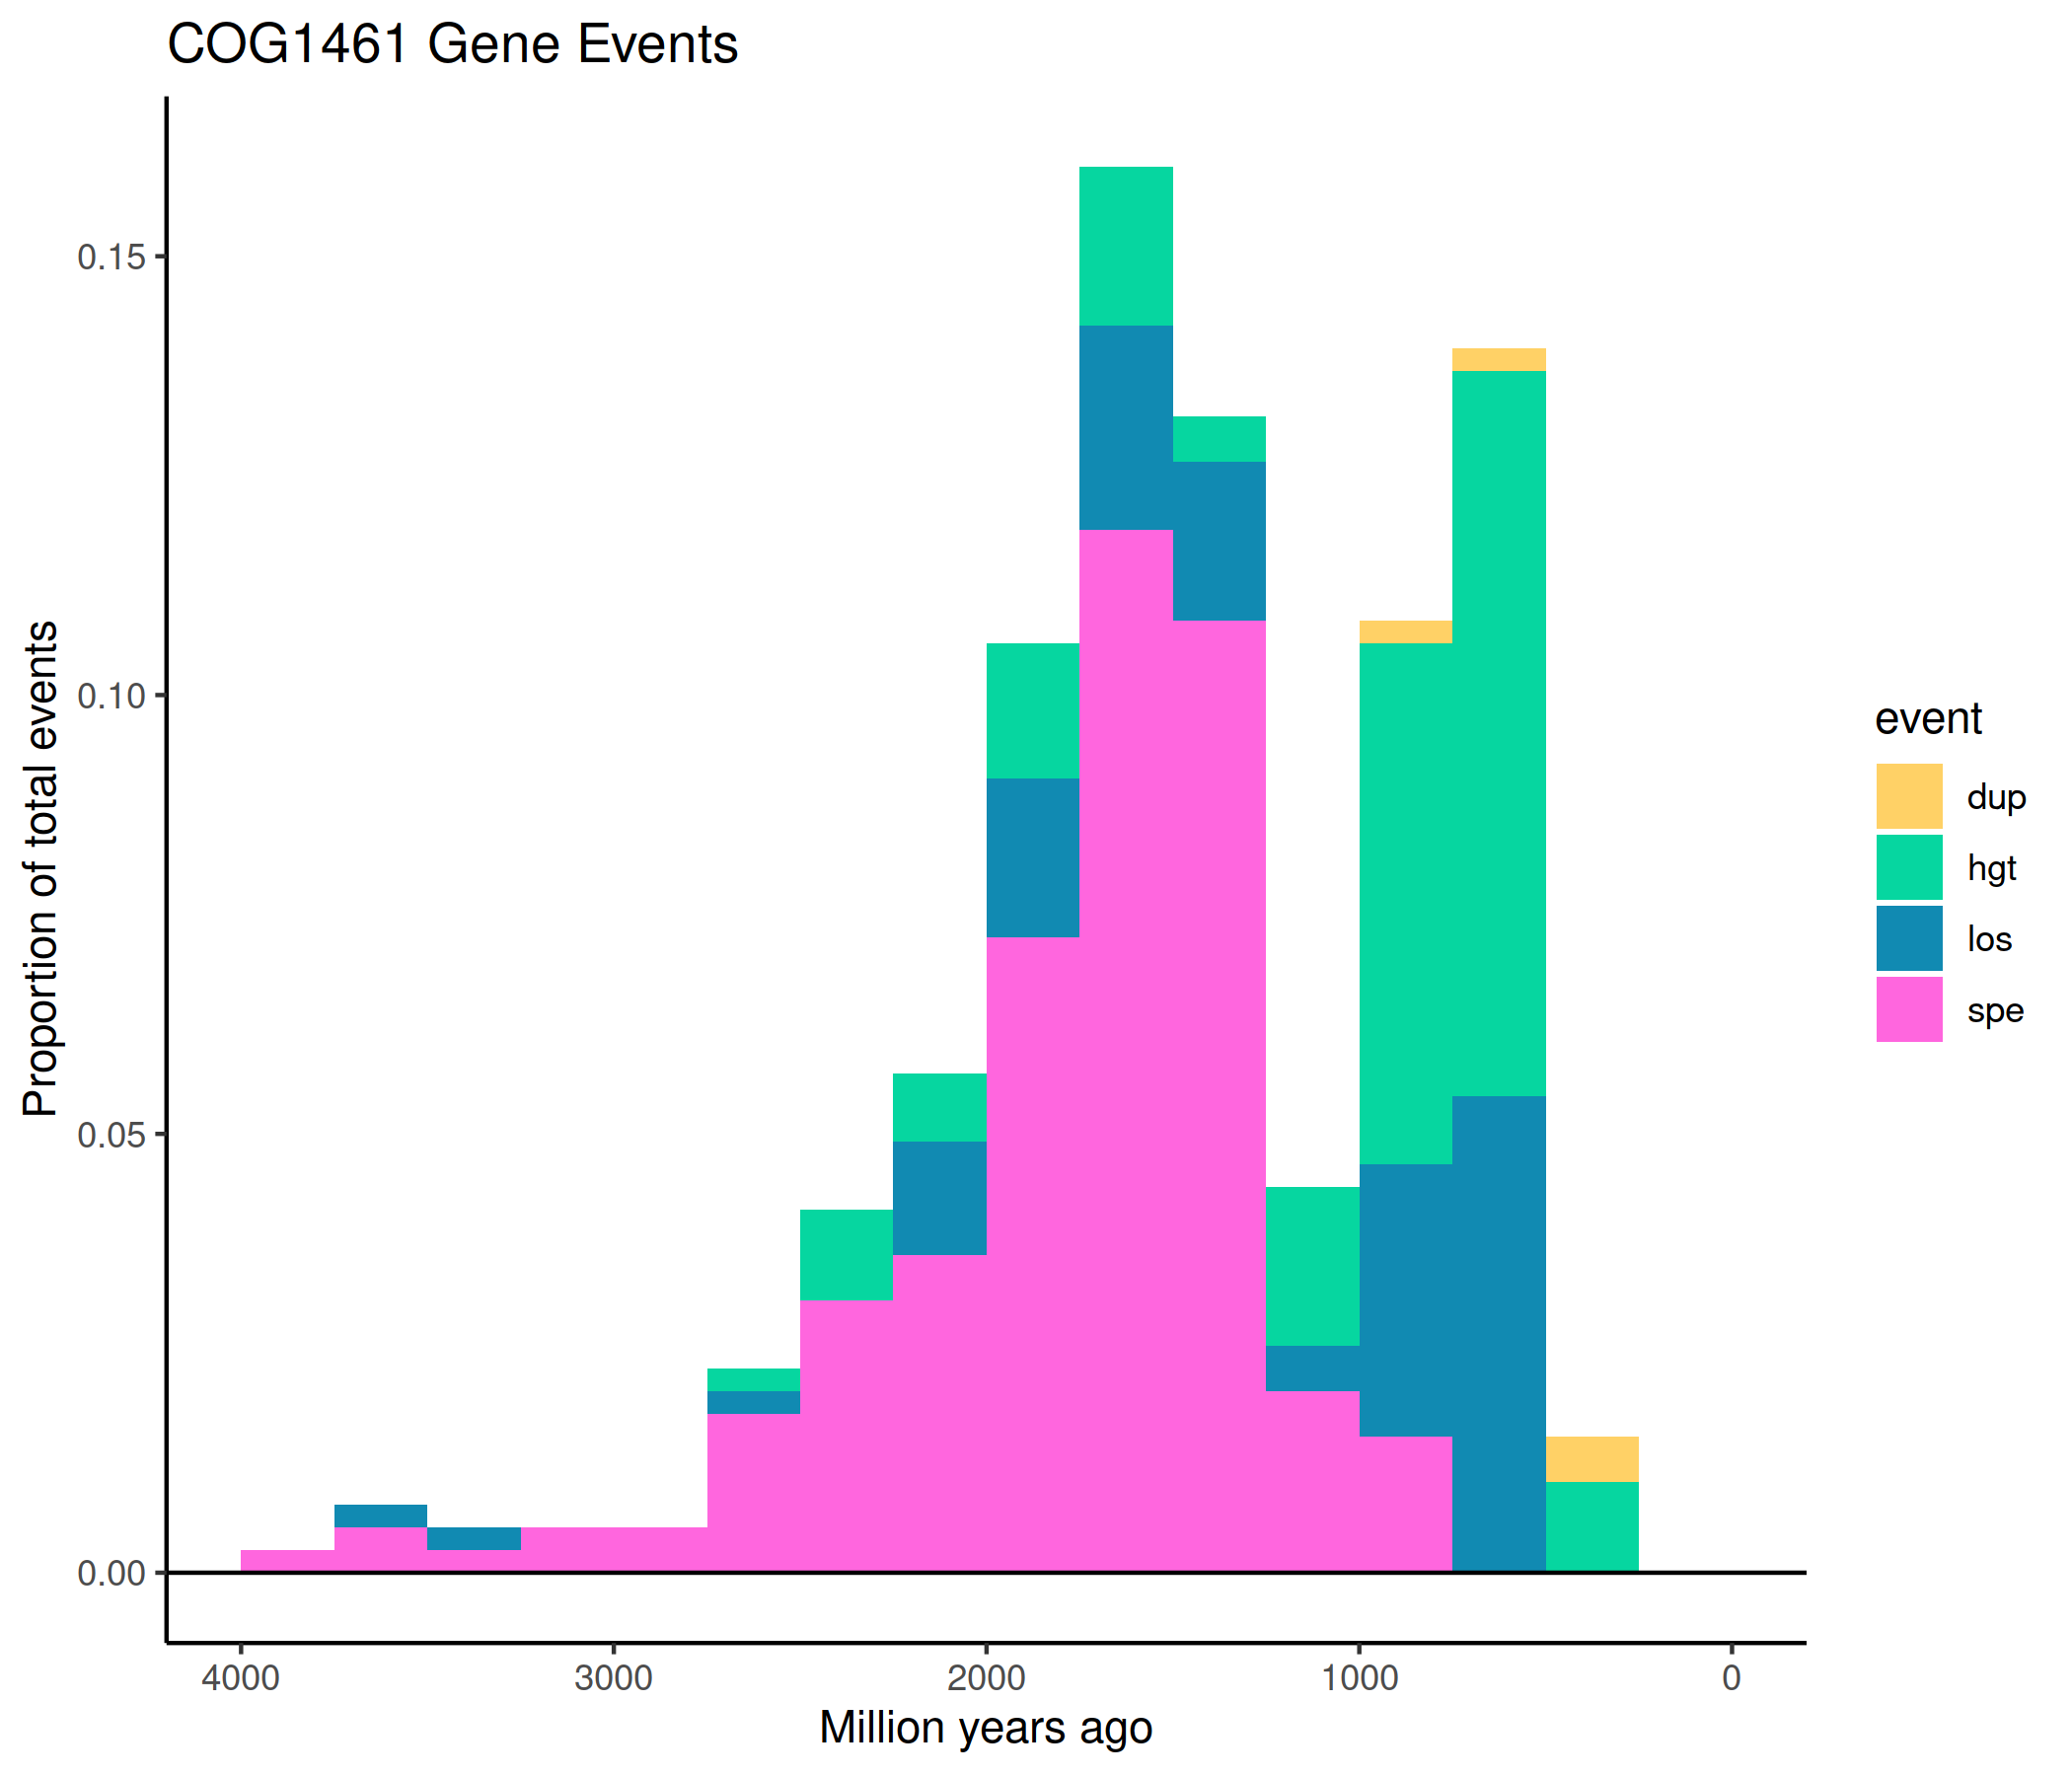 COG1461 Gene Events
Proportion of total events
0.15
0.10
0.05
0.00
4000 3000 2000 1000 0
Million years ago
event
dup
hgt
los
spe